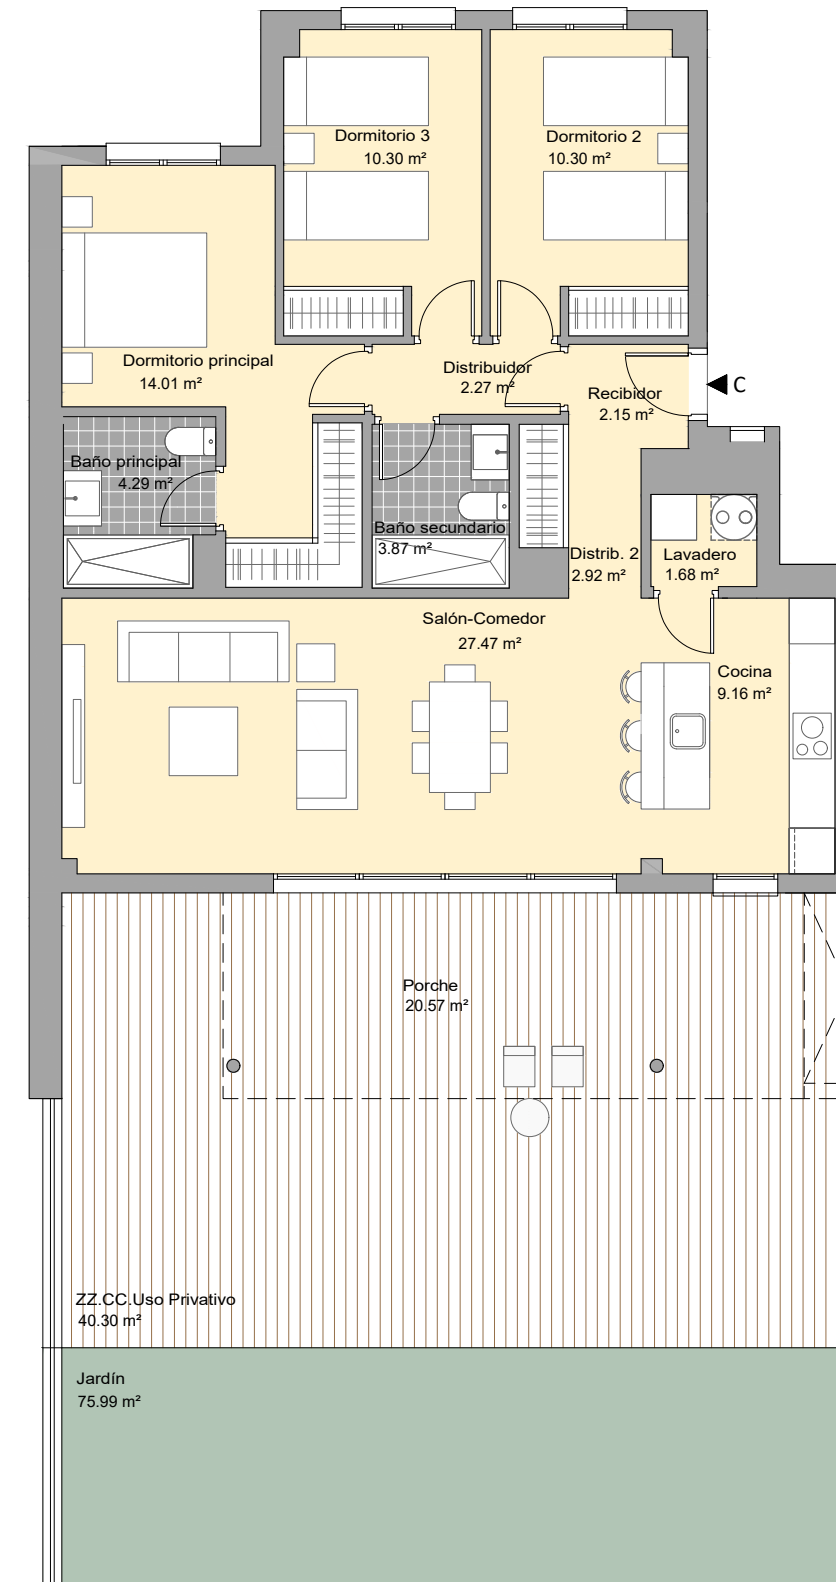 Dormitorio 3
10.30 m²
Dormitorio 2
10.30 m²
Dormitorio principal
14.01 m²
Distribuidor
2.27 m²
Recibidor
2.15 m²
C
Baño principal
4.29 m²
Baño secundario
3.87 m²
Distrib. 2
2.92 m²
Lavadero
1.68 m²
Salón-Comedor
27.47 m²
Cocina
9.16 m²
Porche
20.57 m²
ZZ.CC.Uso Privativo
40.30 m²
Jardín
75.99 m²